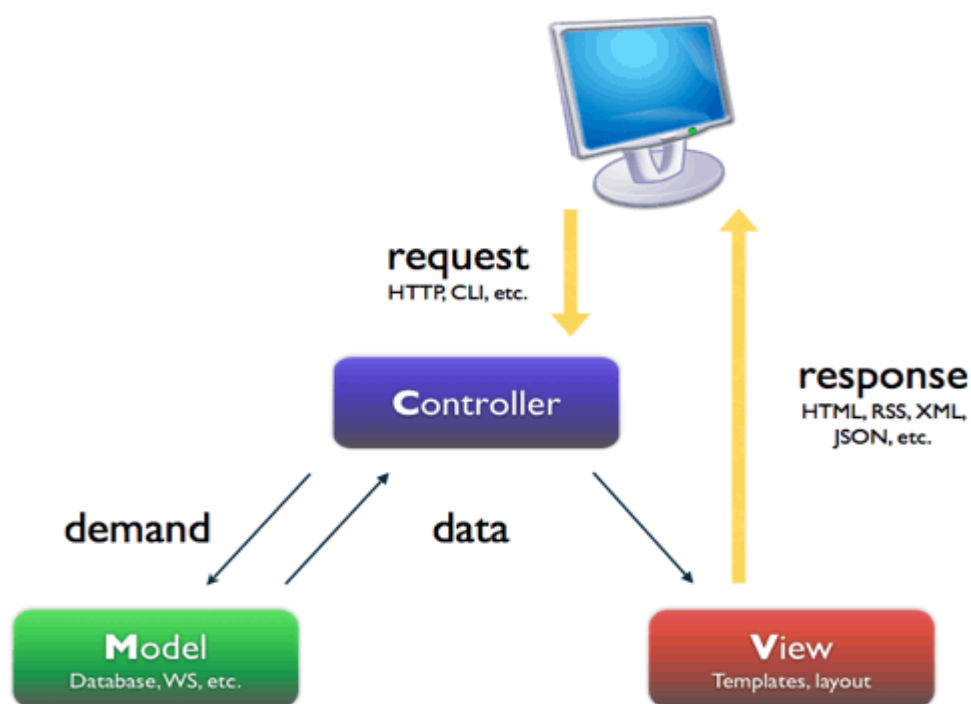 request
HTTP, CLI, etc.
Controller
response
HTML, RSS, XML,
JSON, etc.
demand
data
Model
Database, WS, etc.
View
Templates, layout